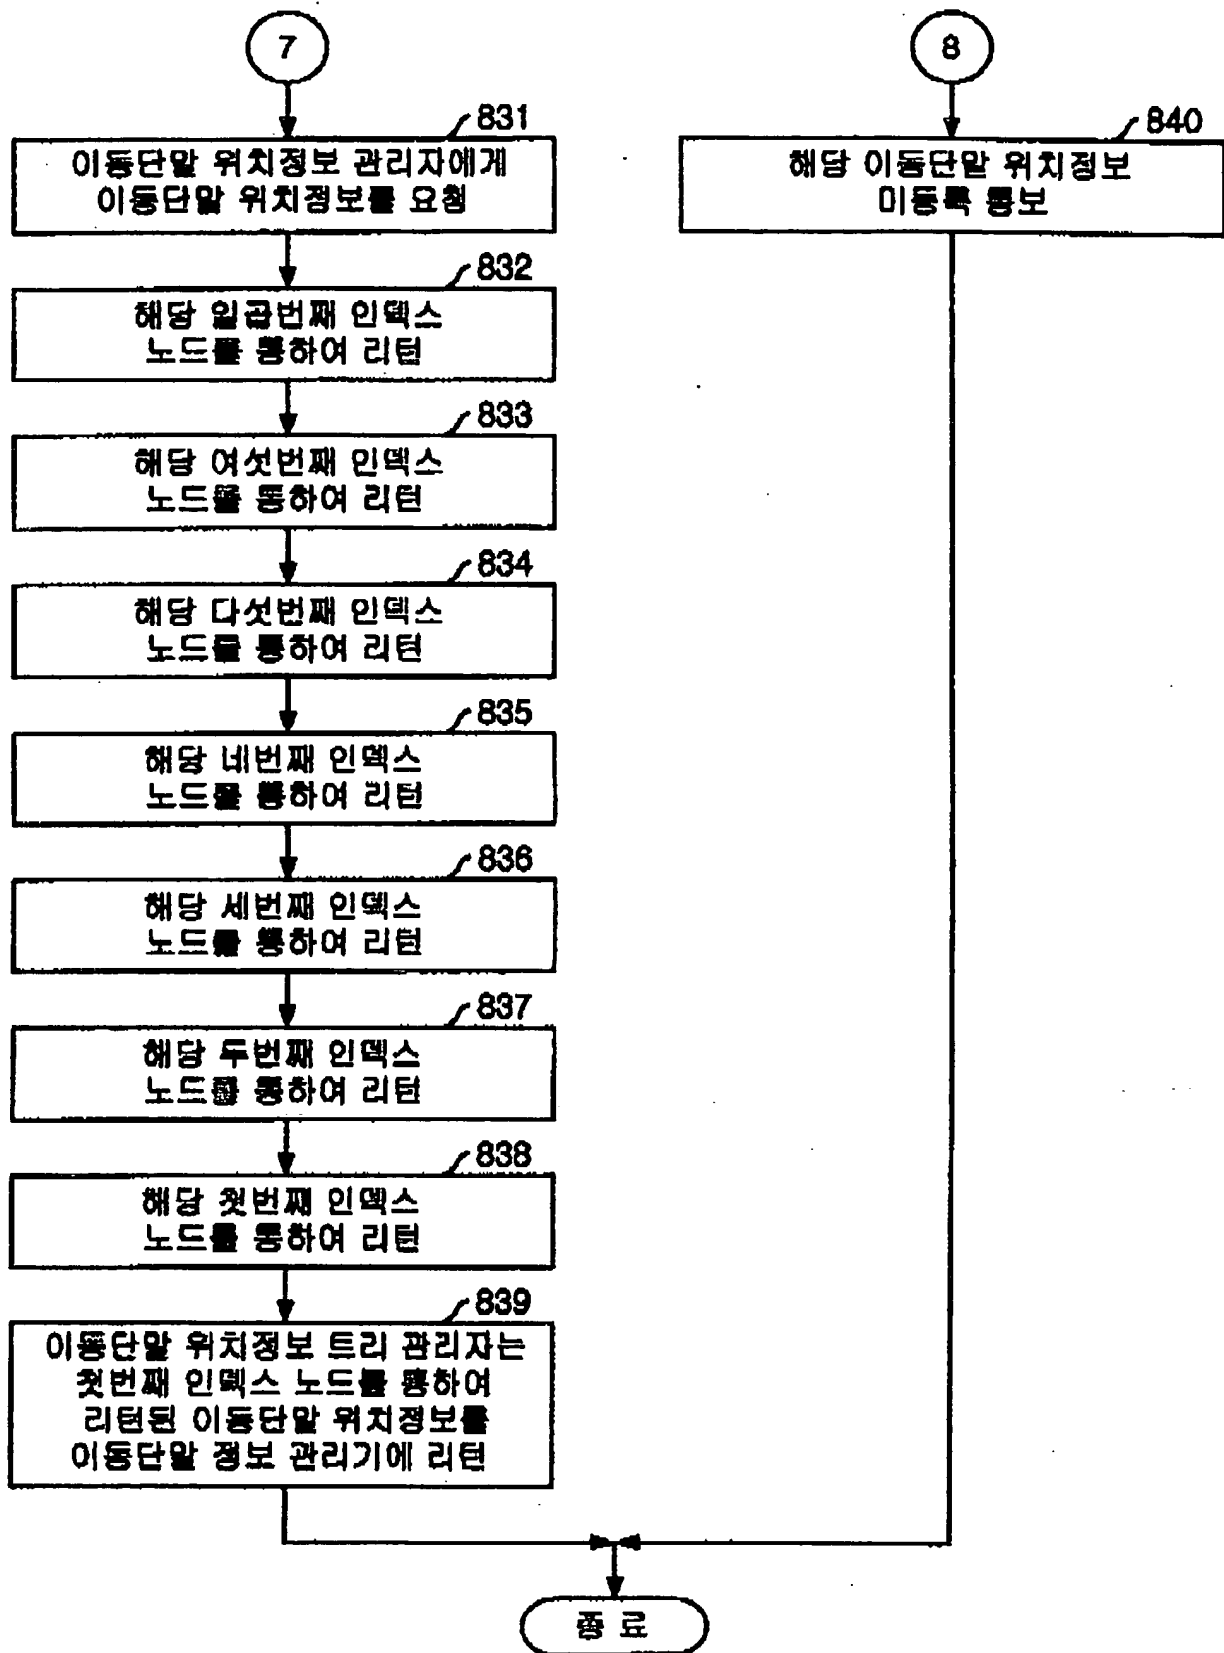 7
831
이동단말 위치정보 관리자에게
이동단말 위치정보를 요청
832
해당 일곱번째 인덱스
노드를 통하여 리턴
833
해당 여섯번째 인덱스
노드를 통하여 리턴
834
해당 다섯번째 인덱스
노드를 통하여 리턴
835
해당 네번째 인덱스
노드를 통하여 리턴
836
해당 세번째 인덱스
노드를 통하여 리턴
837
해당 두번째 인덱스
노드를 통하여 리턴
838
해당 첫번째 인덱스
노드를 통하여 리턴
839
이동단말 위치정보 트리 관리자는
첫번째 인덱스 노드를 통하여
리턴된 이동단말 위치정보를
이동단말 정보 관리기에 리턴
8
840
해당 이동단말 위치정보
미등록 통보
종료